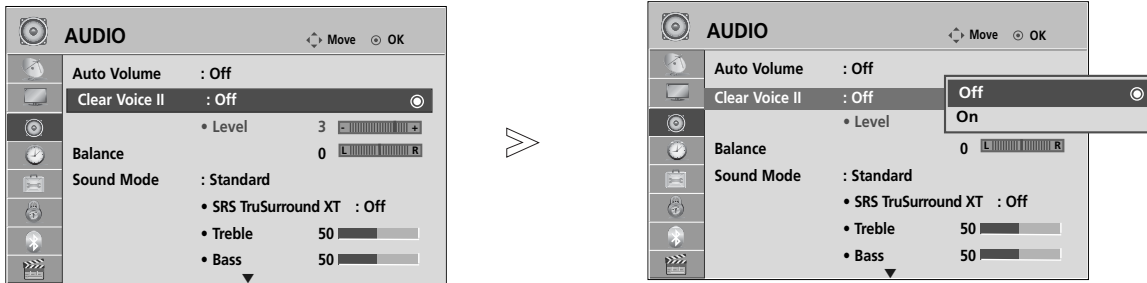 AUDIO
Move OK
Auto Volume : Off
Clear Voice II : Off
• Level 3 - +
Balance 0 L R
Sound Mode : Standard
• SRS TruSurround XT : Off
• Treble 50
• Bass 50
AUDIO
Move OK
Auto Volume : Off
Clear Voice II : Off
• Level
Off
On
Balance 0 L R
Sound Mode : Standard
• SRS TruSurround XT : Off
• Treble 50
• Bass 50